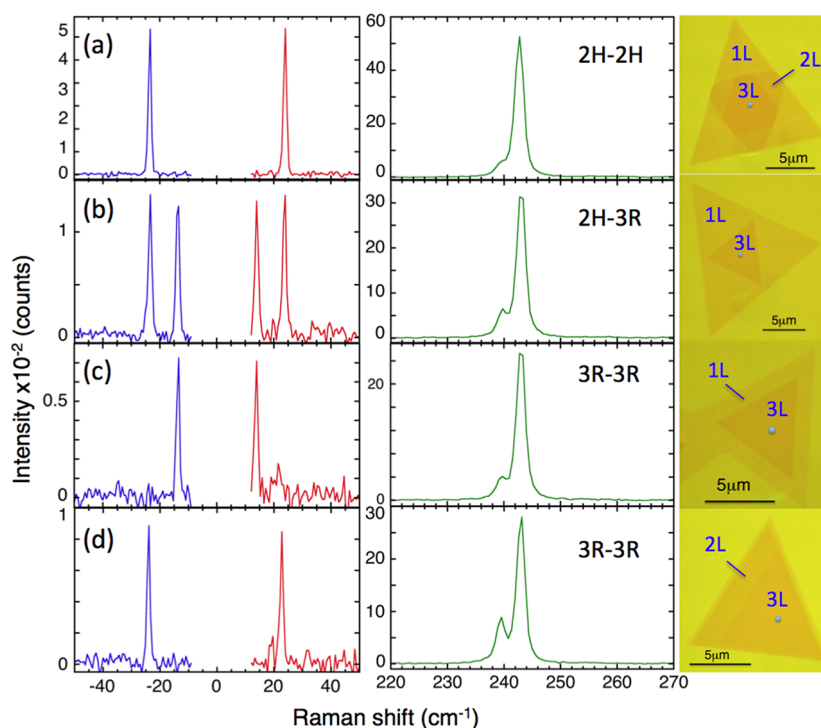 (a)
5
4
3
2
1
0
60
40
20
0
2H-2H
1L
2L
3L
5μm
(b)
1
0
30
20
10
0
2H-3R
1L
3L
5μm
(c)
0.5
0
20
10
0
3R-3R
1L
3L
5μm
(d)
1
0
30
20
10
0
3R-3R
2L
3L
5μm
-40 -20 0 20 40
220 230 240 250 260 270
Intensity x10-2 (counts)
Raman shift (cm-1)